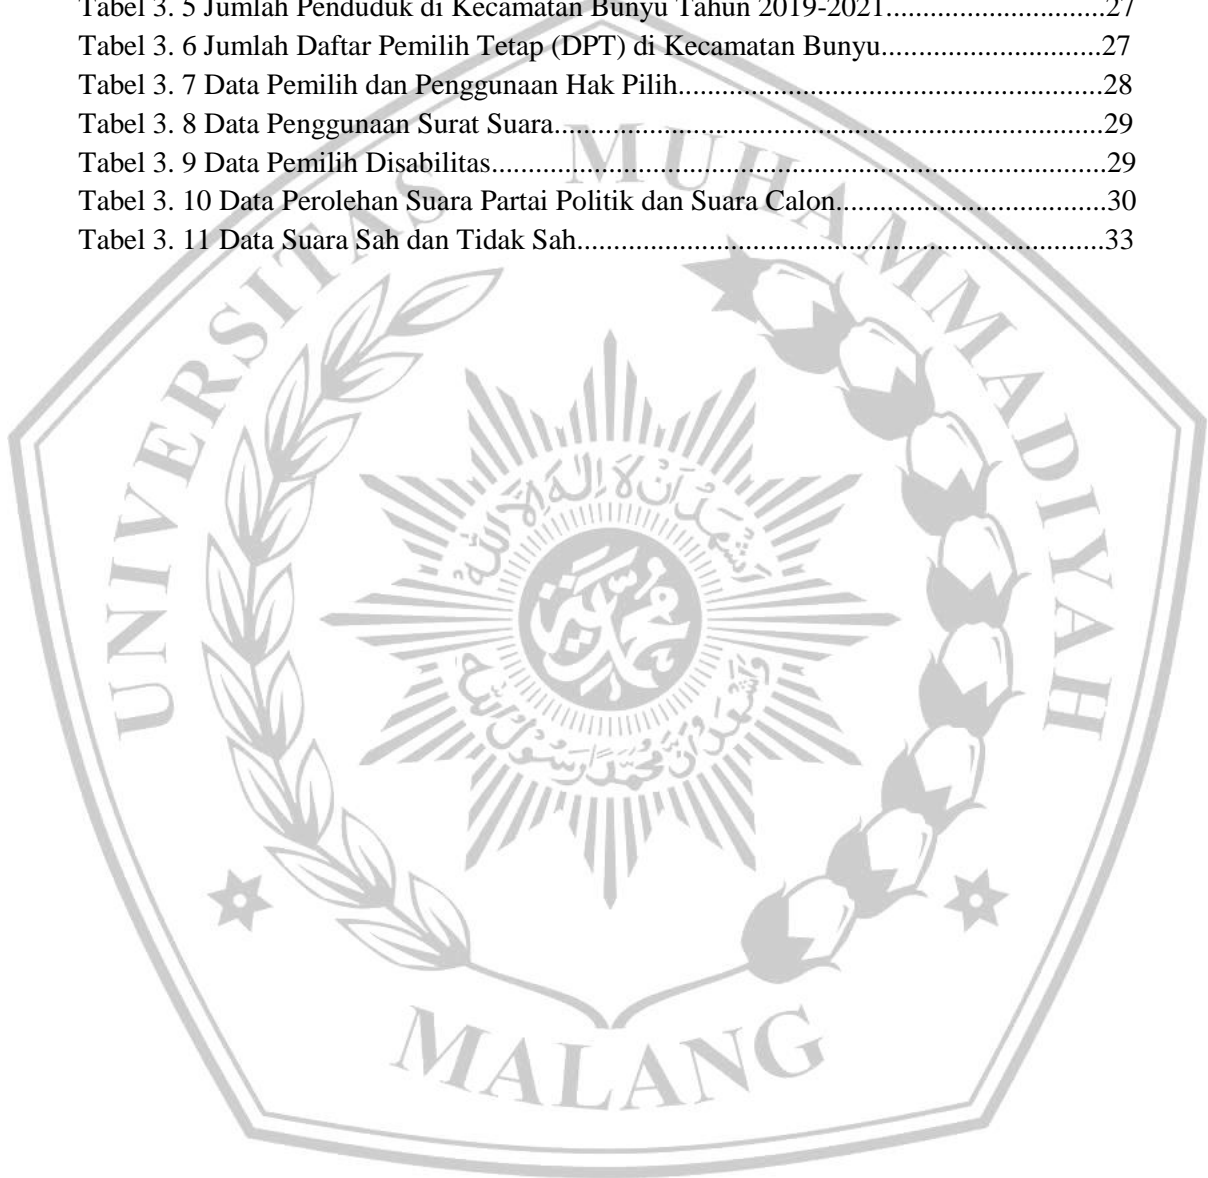 Tabel 3. 5 Jumlah Penduduk di Kecamatan Bunyu Tahun 2019-2021..............................27
Tabel 3. 6 Jumlah Daftar Pemilih Tetap (DPT) di Kecamatan Bunyu..............................27
Tabel 3. 7 Data Pemilih dan Penggunaan Hak Pilih..........................................................28
Tabel 3. 8 Data Penggunaan Surat Suara...........................................................................29
Tabel 3. 9 Data Pemilih Disabilitas....................................................................................29
Tabel 3. 10 Data Perolehan Suara Partai Politik dan Suara Calon.....................................30
Tabel 3. 11 Data Suara Sah dan Tidak Sah........................................................................33
UNIVERSITAS MUHAMMADIYAH
MALANG